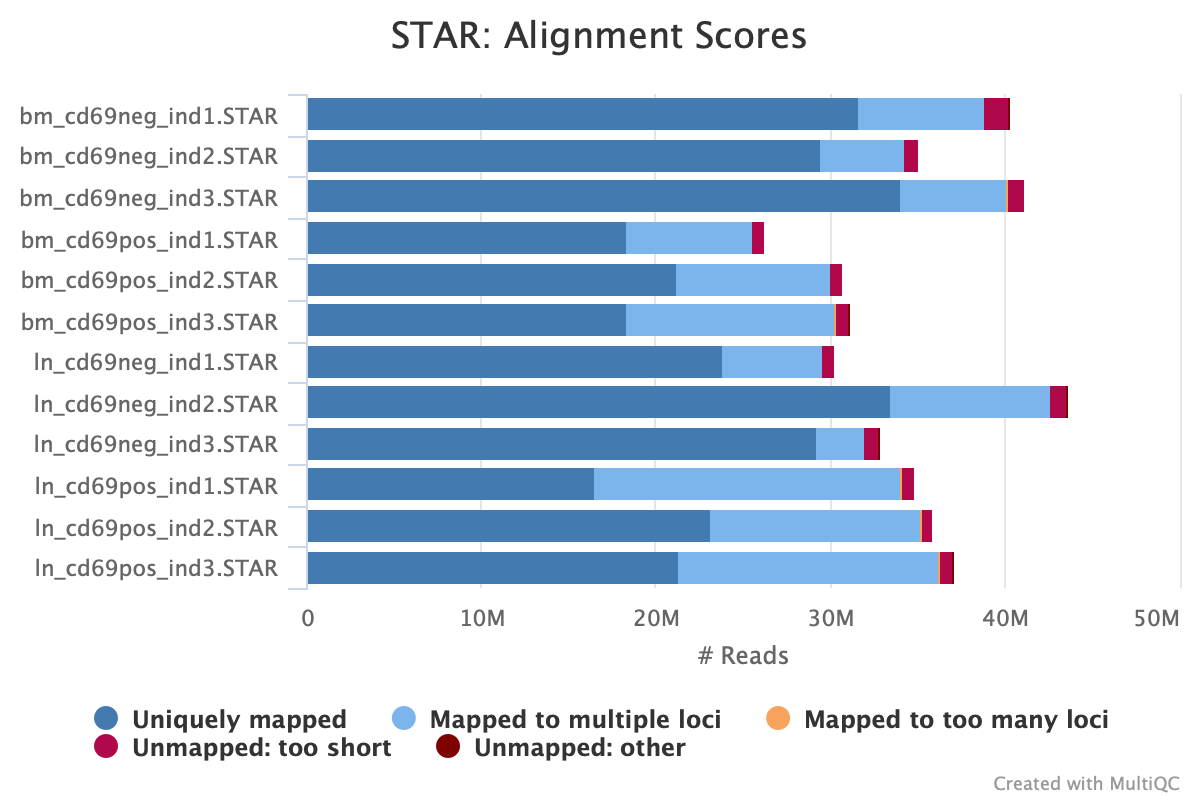 STAR: Alignment Scores
bm_cd69neg_ind1.STAR
bm_cd69neg_ind2.STAR
bm_cd69neg_ind3.STAR
bm_cd69pos_ind1.STAR
bm_cd69pos_ind2.STAR
bm_cd69pos_ind3.STAR
ln_cd69neg_ind1.STAR
ln_cd69neg_ind2.STAR
ln_cd69neg_ind3.STAR
ln_cd69pos_ind1.STAR
ln_cd69pos_ind2.STAR
ln_cd69pos_ind3.STAR
0 10M 20M 30M 40M 50M
# Reads
Uniquely mapped Mapped to multiple loci Mapped to too many loci
Unmapped: too short Unmapped: other
Created with MultiQC